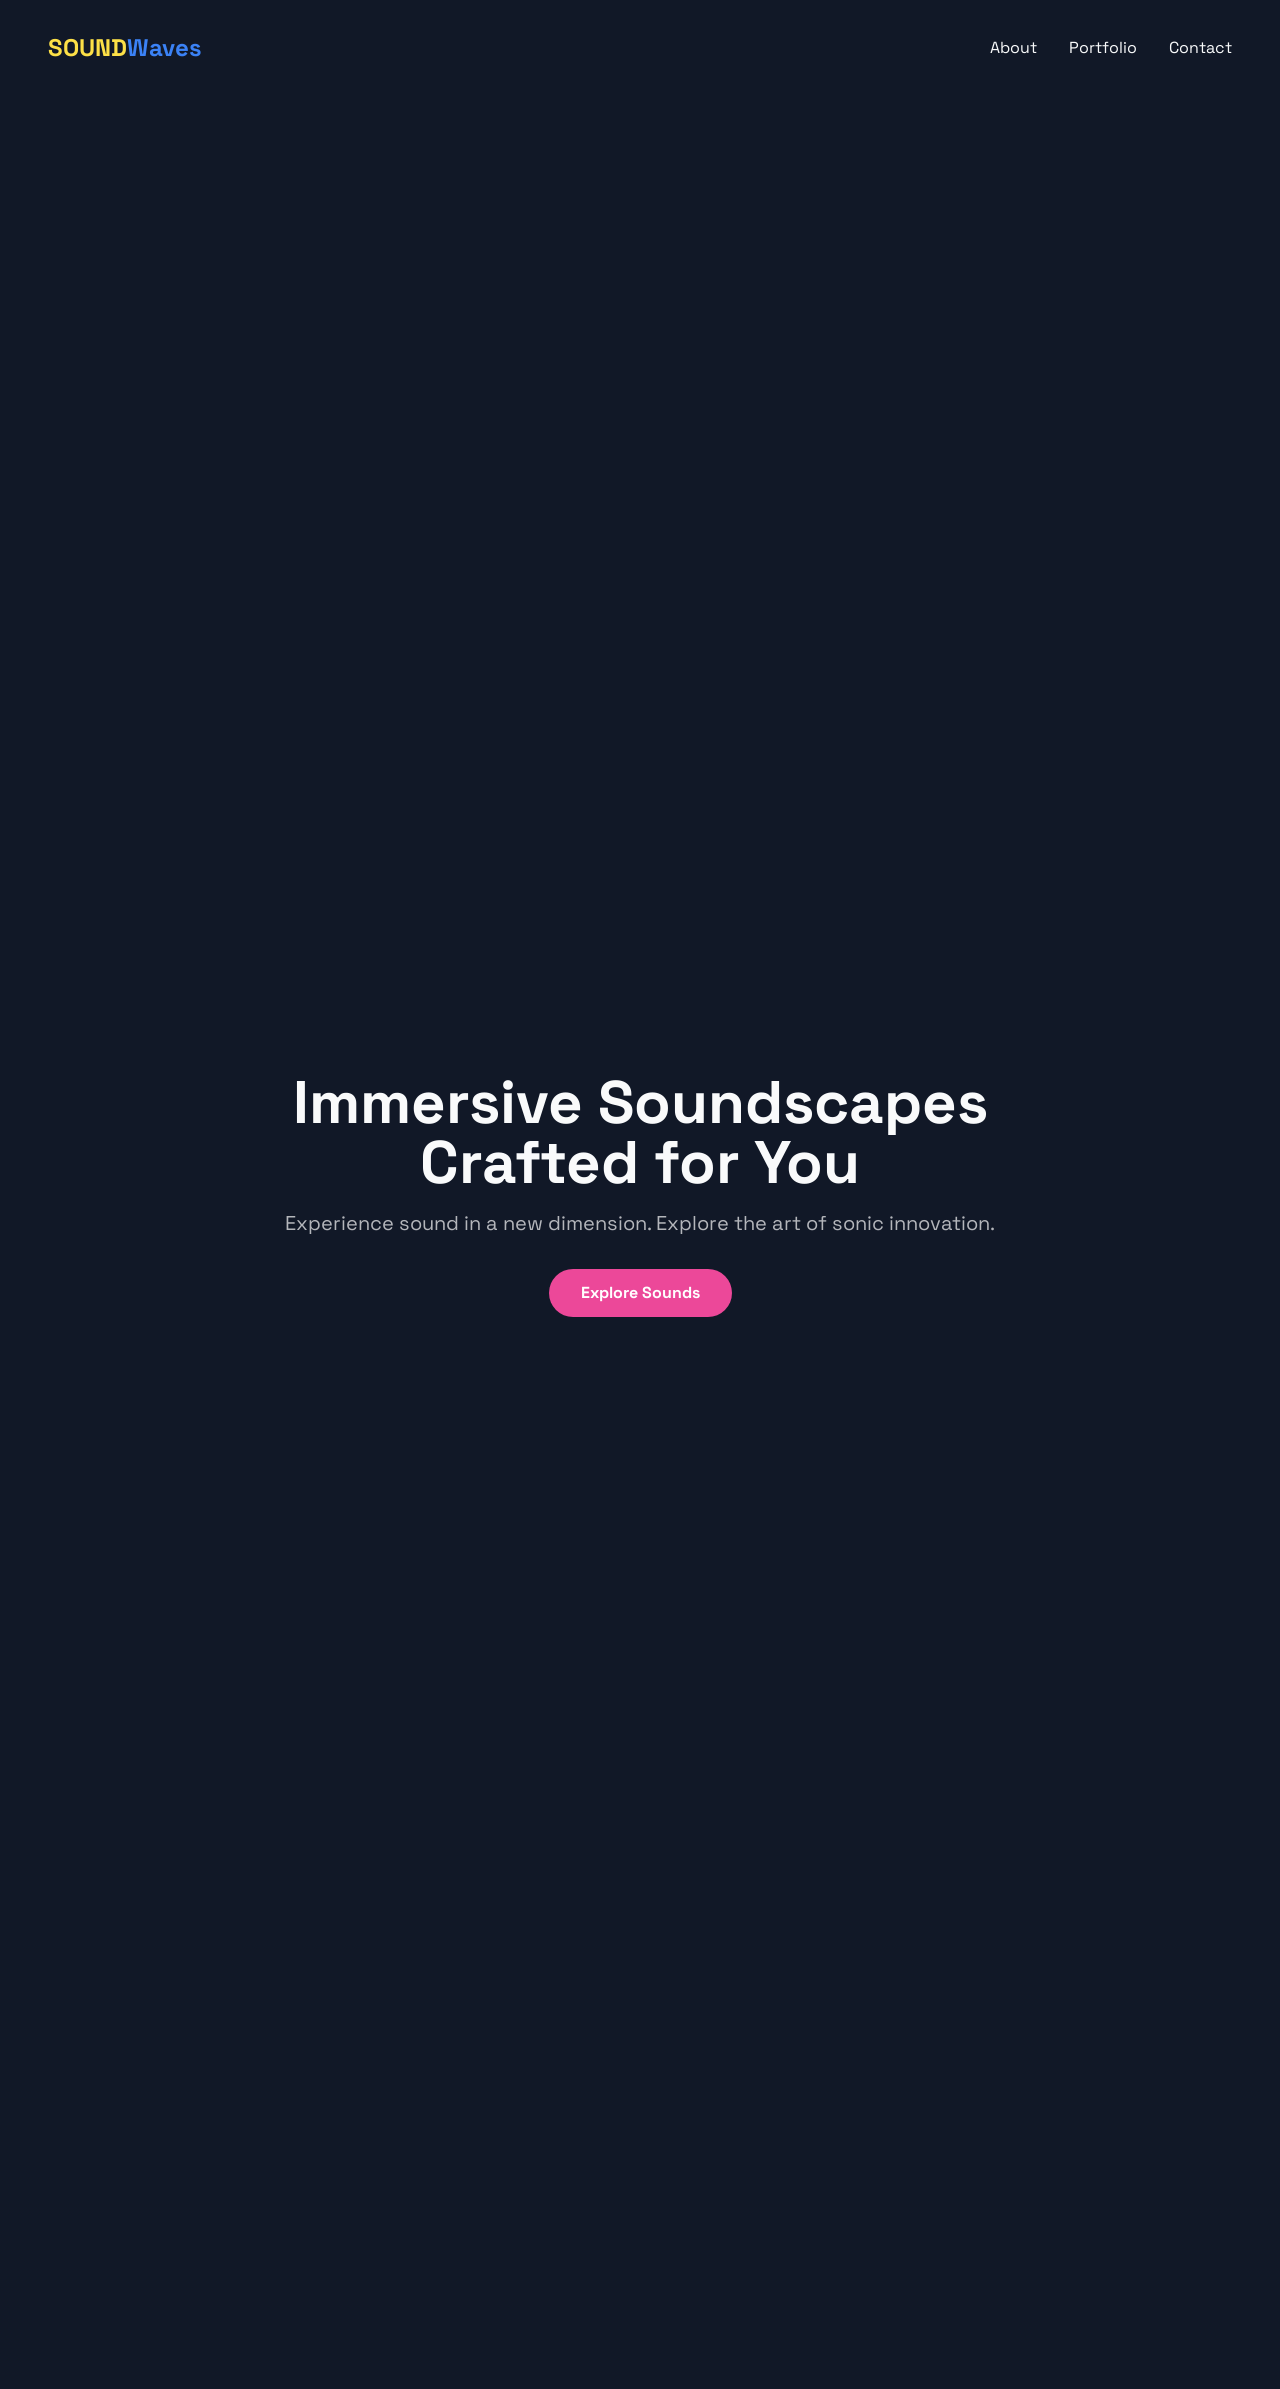 SOUNDWaves
About Portfolio Contact
Immersive Soundscapes
Crafted for You
Experience sound in a new dimension. Explore the art of sonic innovation.
Explore Sounds